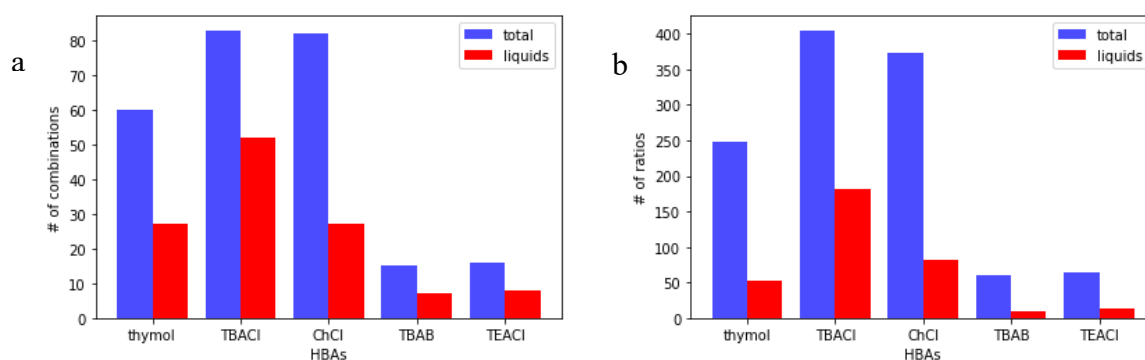 a
# of combinations
80
70
60
50
40
30
20
10
0
total
liquids
thymol TBACl ChCl TBAB TEACl
HBAs
b
# of ratios
400
350
300
250
200
150
100
50
0
total
liquids
thymol TBACl ChCl TBAB TEACl
HBAs